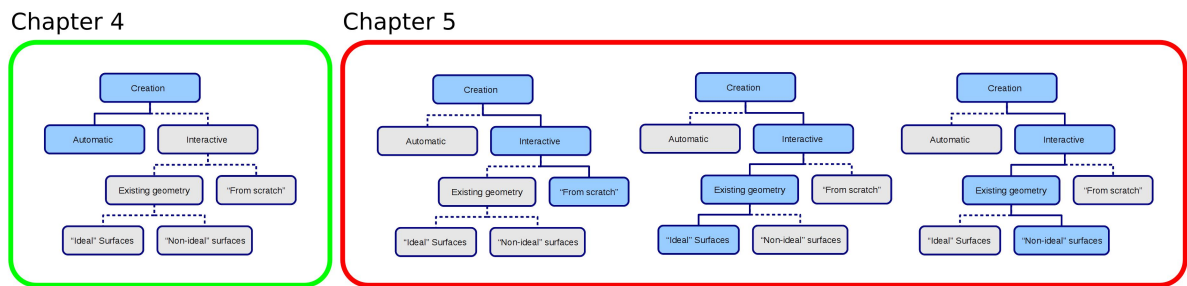 Chapter 4
Creation
Automatic
Interactive
Existing geometry
"From scratch"
"Ideal" Surfaces
"Non-ideal" surfaces
Chapter 5
Creation
Automatic
Interactive
Existing geometry
"From scratch"
"Ideal" Surfaces
"Non-ideal" surfaces
Creation
Automatic
Interactive
Existing geometry
"From scratch"
"Ideal" Surfaces
"Non-ideal" surfaces
Creation
Automatic
Interactive
Existing geometry
"From scratch"
"Ideal" Surfaces
"Non-ideal" surfaces